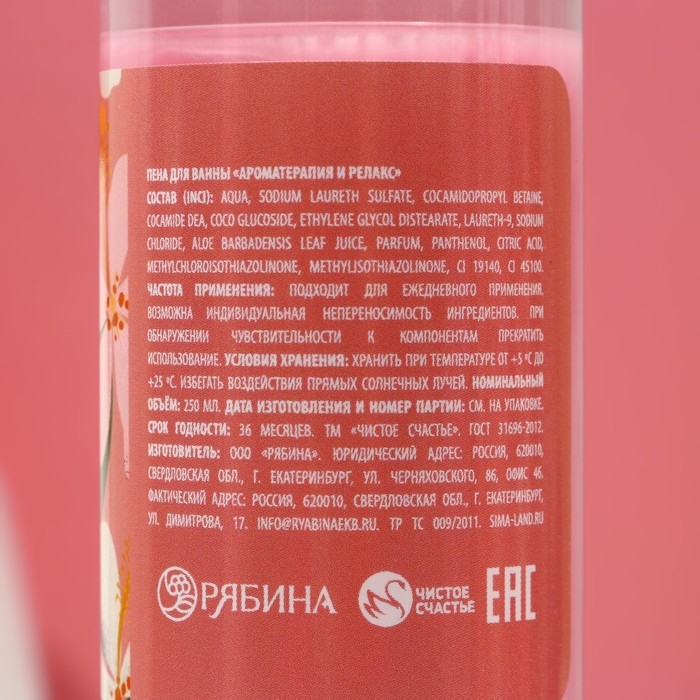 ПЕНА ДЛЯ ВАННЫ «АРОМАТЕРАПИЯ И РЕЛАКС»
СОСТАВ (INCI): AQUA, SODIUM LAURETH SULFATE, COCAMIDOPROPYL BETAINE,
COCAMIDE DEA, COCO GLUCOSIDE, ETHYLENE GLYCOL DISTEARATE, LAURETH-9, SODIUM
CHLORIDE, ALOE BARBADENSIS LEAF JUICE, PARFUM, PANTHENOL, CITRIC ACID,
METHYLCHLOROISOTHIAZOLINONE, METHYLISOTHIAZOLINONE, CI 19140, CI 45100.
ЧАСТОТА ПРИМЕНЕНИЯ: ПОДХОДИТ ДЛЯ ЕЖЕДНЕВНОГО ПРИМЕНЕНИЯ.
ВОЗМОЖНА ИНДИВИДУАЛЬНАЯ НЕПЕРЕНОСИМОСТЬ ИНГРЕДИЕНТОВ. ПРИ
ОБНАРУЖЕНИИ ЧУВСТВИТЕЛЬНОСТИ К КОМПОНЕНТАМ ПРЕКРАТИТЬ
ИСПОЛЬЗОВАНИЕ. УСЛОВИЯ ХРАНЕНИЯ: ХРАНИТЬ ПРИ ТЕМПЕРАТУРЕ ОТ +5 °С ДО
+25 °С. ИЗБЕГАТЬ ВОЗДЕЙСТВИЯ ПРЯМЫХ СОЛНЕЧНЫХ ЛУЧЕЙ. НОМИНАЛЬНЫЙ
ОБЪЁМ: 250 МЛ. ДАТА ИЗГОТОВЛЕНИЯ И НОМЕР ПАРТИИ: СМ. НА УПАКОВКЕ.
СРОК ГОДНОСТИ: 36 МЕСЯЦЕВ. ТМ «ЧИСТОЕ СЧАСТЬЕ». ГОСТ 31696-2012.
ИЗГОТОВИТЕЛЬ: ООО «РЯБИНА». ЮРИДИЧЕСКИЙ АДРЕС: РОССИЯ, 620010,
СВЕРДЛОВСКАЯ ОБЛ., Г. ЕКАТЕРИНБУРГ, УЛ. ЧЕРНЯХОВСКОГО, 86, ОФИС 46.
ФАКТИЧЕСКИЙ АДРЕС: РОССИЯ, 620010, СВЕРДЛОВСКАЯ ОБЛ., Г. ЕКАТЕРИНБУРГ,
УЛ. ДИМИТРОВА, 17. INFO@RYABINAEKB.RU. ТР ТС 009/2011. SIMA-LAND.RU
РЯБИНА
ЧИСТОЕ
СЧАСТЬЕ
ЕАС